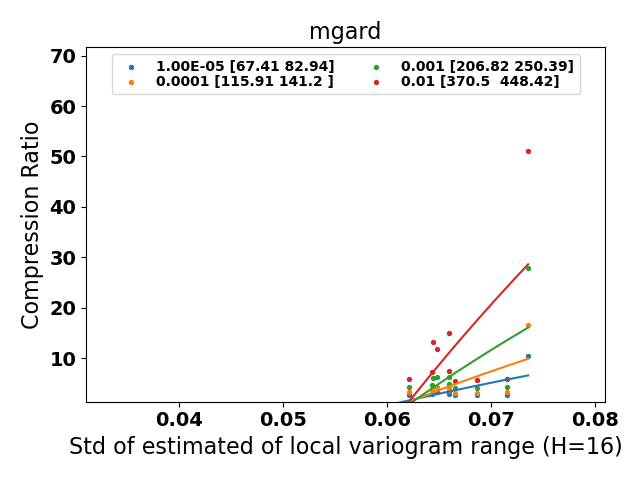 mgard
1.00E-05 [67.41 82.94]
0.0001 [115.91 141.2 ]
0.001 [206.82 250.39]
0.01 [370.5  448.42]
Compression Ratio
70
60
50
40
30
20
10
0.04 0.05 0.06 0.07 0.08
Std of estimated of local variogram range (H=16)